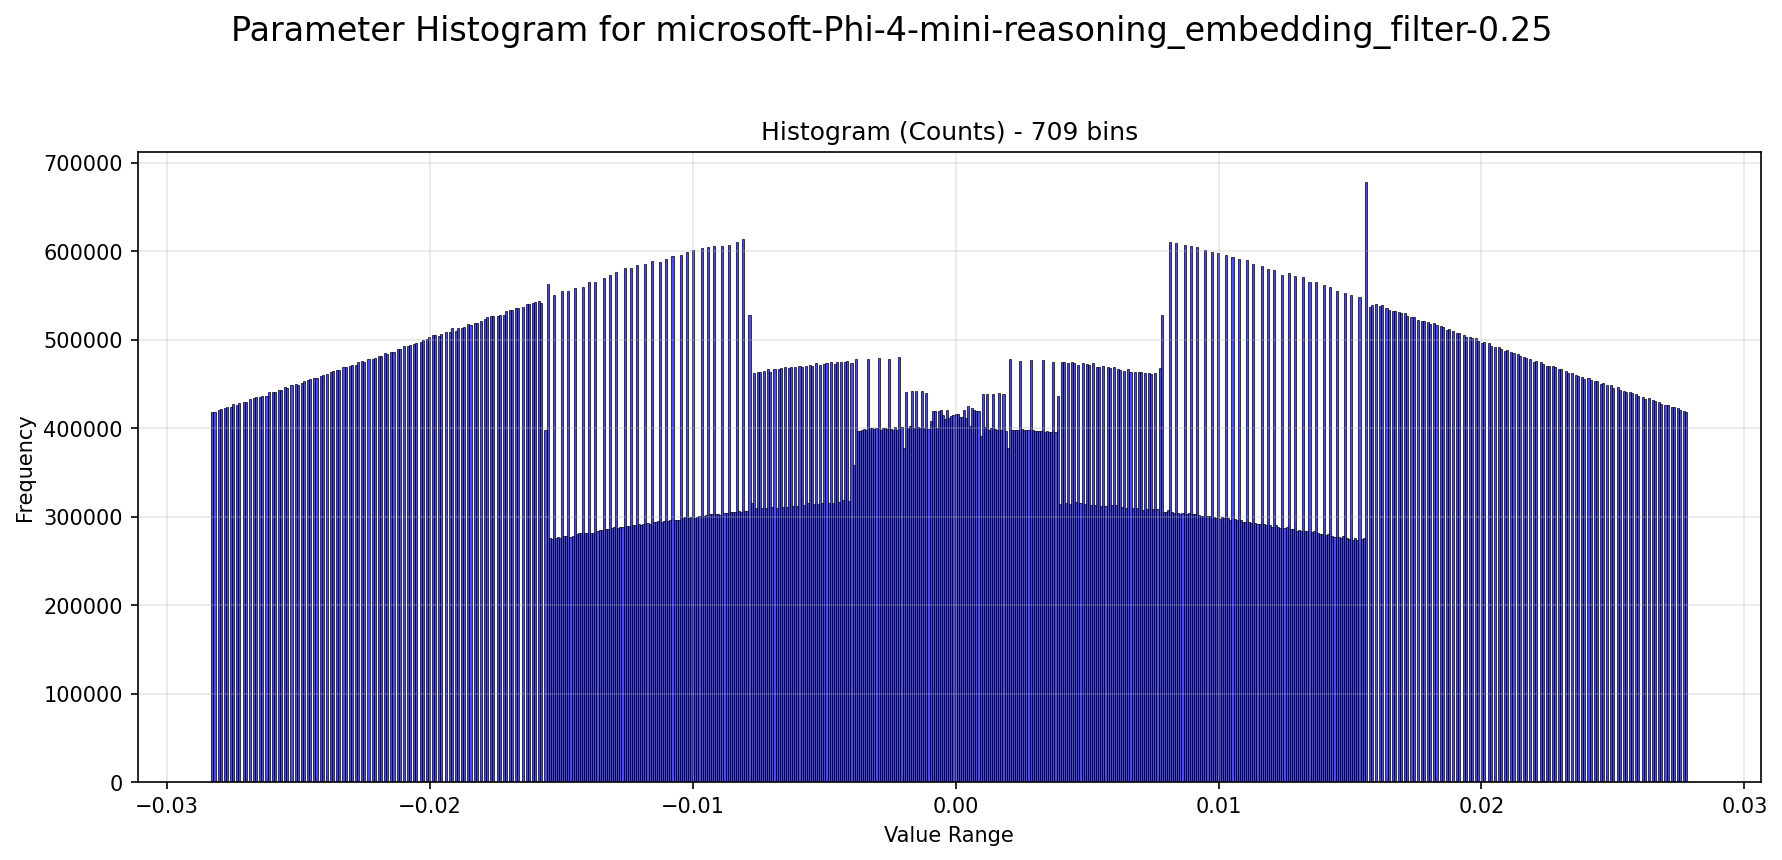 Parameter Histogram for microsoft-Phi-4-mini-reasoning_embedding_filter-0.25
Histogram (Counts) - 709 bins
700000
600000
500000
400000
300000
200000
100000
0
Frequency
−0.03 −0.02 −0.01 0.00 0.01 0.02 0.03
Value Range